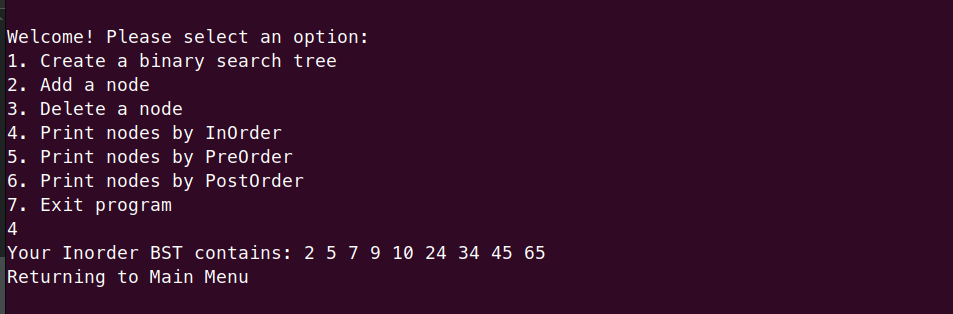 Welcome! Please select an option:
1. Create a binary search tree
2. Add a node
3. Delete a node
4. Print nodes by InOrder
5. Print nodes by PreOrder
6. Print nodes by PostOrder
7. Exit program
4
Your Inorder BST contains: 2 5 7 9 10 24 34 45 65
Returning to Main Menu